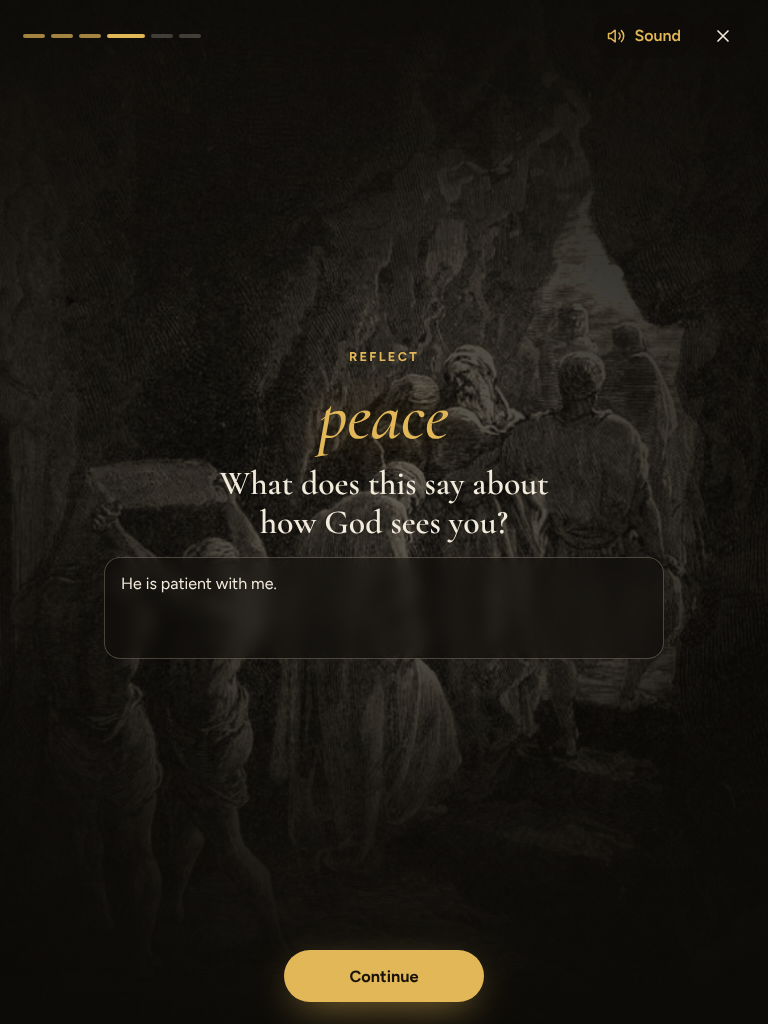 Sound
REFLECT
peace
What does this say about
how God sees you?
He is patient with me.
Continue